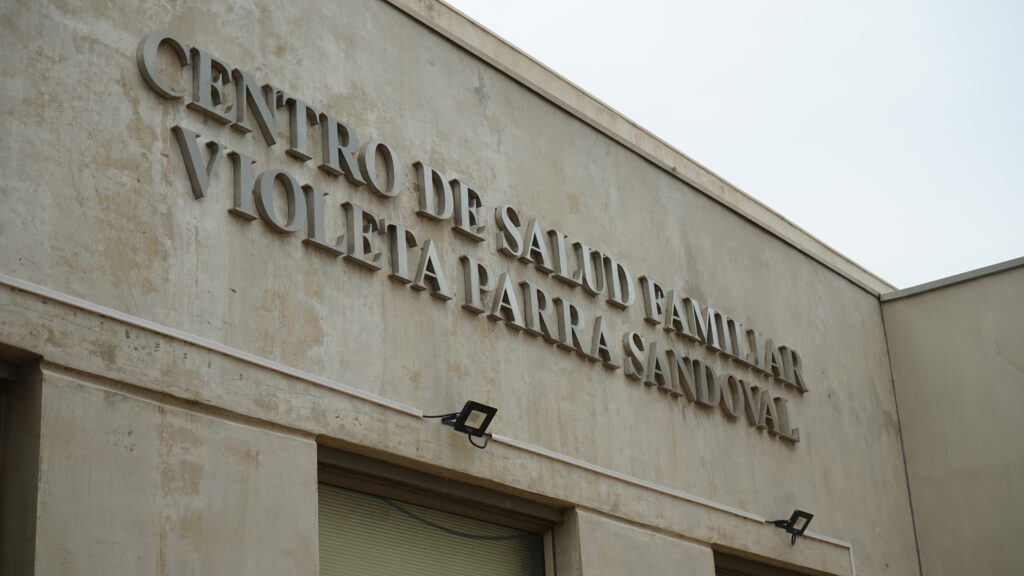 CENTRO DE SALUD FAMILIAR
VIOLETA PARRA SANDOVAL